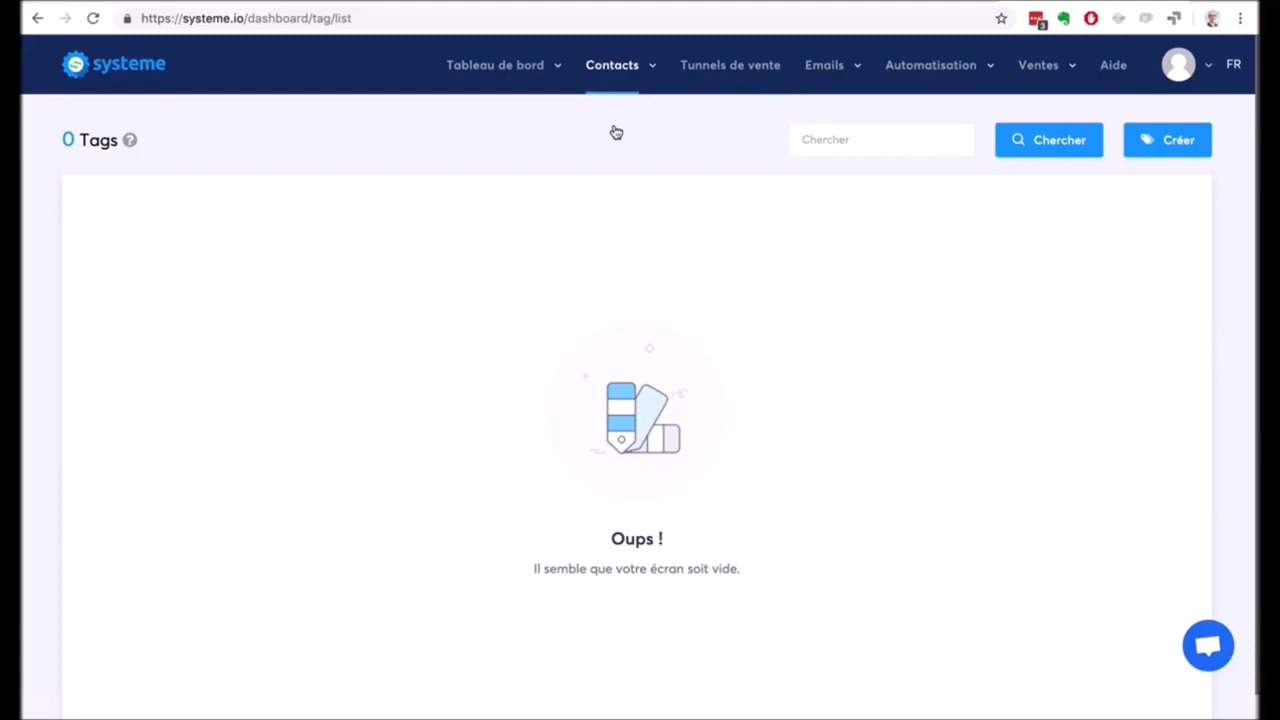 https://systeme.io/dashboard/tag/list
3
systeme
Tableau de bord
Contacts
Tunnels de vente
Emails
Automatisation
Ventes
Aide
FR
0 Tags ?
Chercher
Chercher
Créer
Oups !
Il semble que votre écran soit vide.